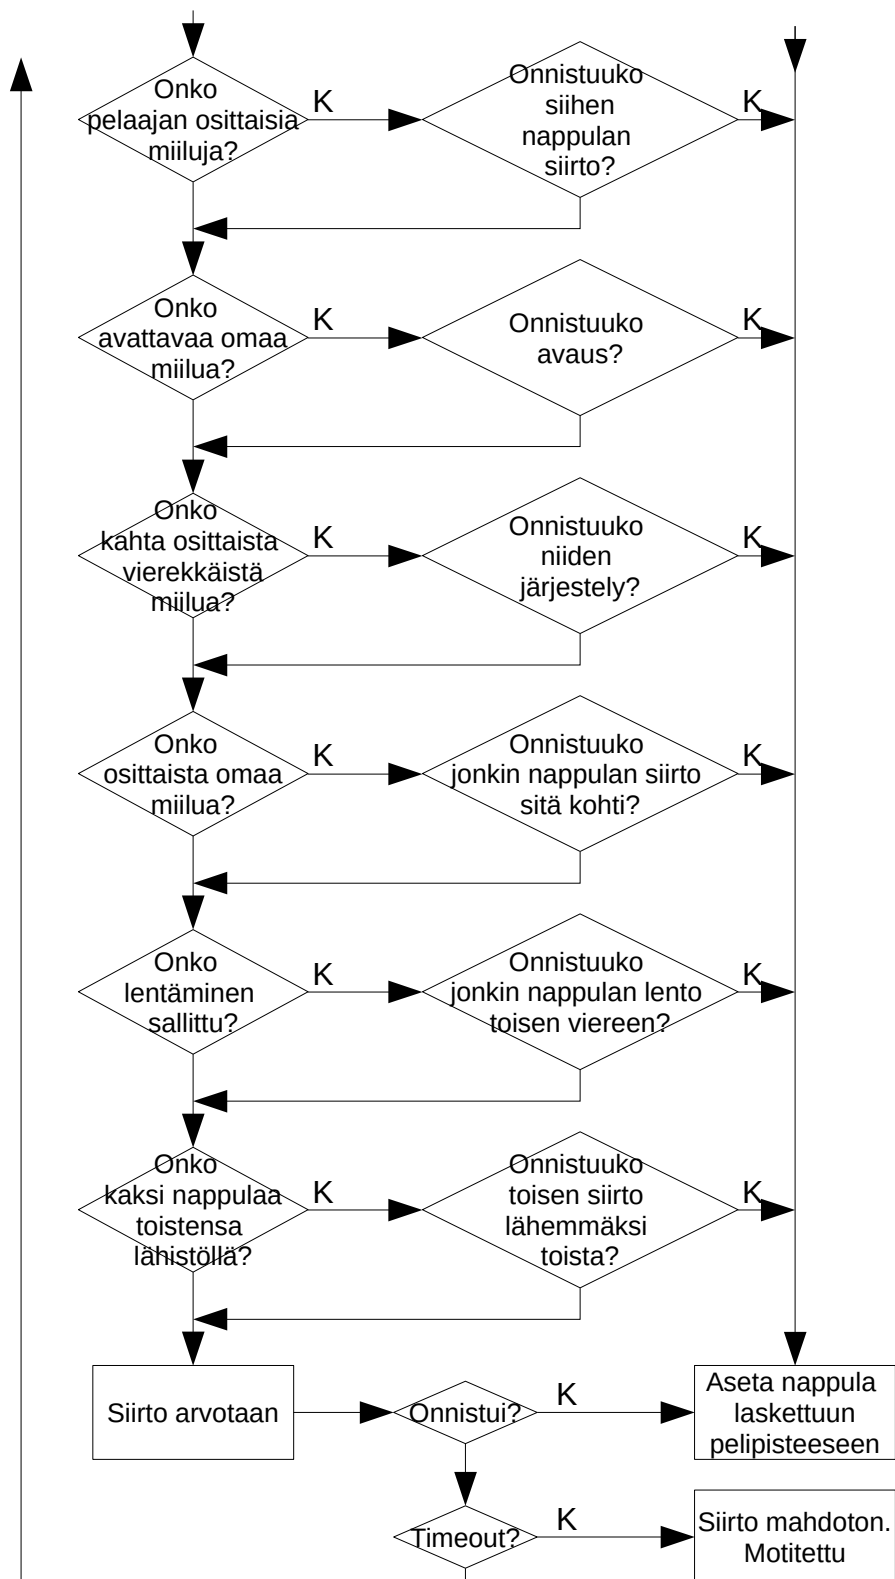 Onko
pelaajan osittaisia
miiluja?
K
Onnistuuko
siihen
nappulan
siirto?
K
Onko
avattavaa omaa
miilua?
K
Onnistuuko
avaus?
K
Onko
kahta osittaista
vierekkäistä
miilua?
K
Onnistuuko
niiden
järjestely?
K
Onko
osittaista omaa
miilua?
K
Onnistuuko
jonkin nappulan siirto
sitä kohti?
K
Onko
lentäminen
sallittu?
K
Onnistuuko
jonkin nappulan lento
toisen viereen?
K
Onko
kaksi nappulaa
toistensa
lähistöllä?
K
Onnistuuko
toisen siirto
lähemmäksi
toista?
K
Siirto arvotaan
Onnistui?
K
Aseta nappula
laskettuun
pelipisteeseen
Timeout?
K
Siirto mahdoton.
Motitettu